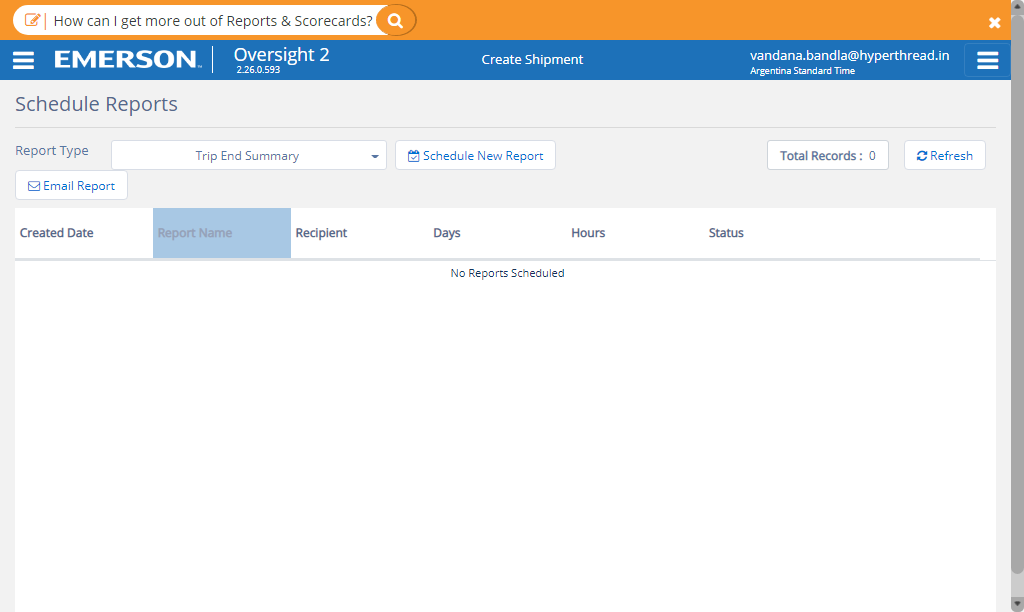 How can I get more out of Reports & Scorecards?
EMERSON™
Oversight 2
2.26.0.593
Create Shipment
vandana.bandla@hyperthread.in
Argentina Standard Time
Schedule Reports
Report Type
Trip End Summary
Schedule New Report
Total Records : 0
Refresh
Email Report
Created Date Report Name Recipient Days Hours Status
No Reports Scheduled